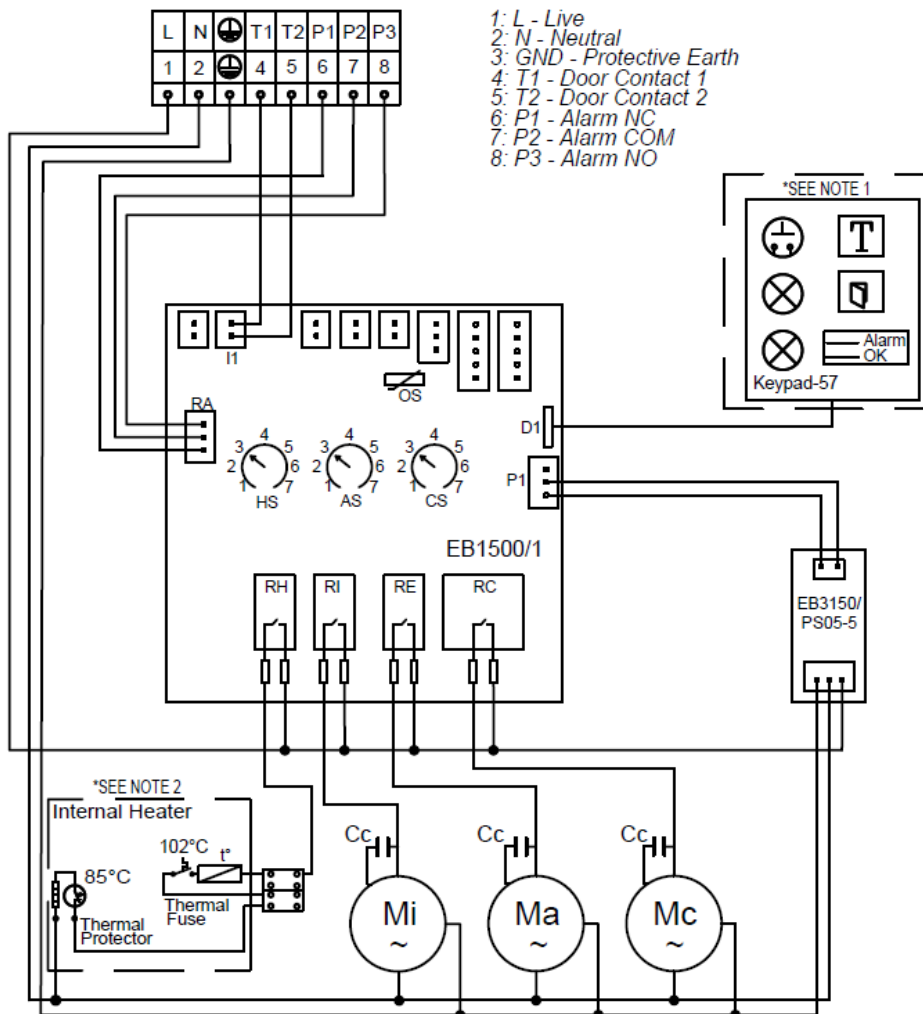 L N T1 T2 P1 P2 P3
1 2 4 5 6 7 8
1: L - Live
2: N - Neutral
3: GND - Protective Earth
4: T1 - Door Contact 1
5: T2 - Door Contact 2
6: P1 - Alarm NC
7: P2 - Alarm COM
8: P3 - Alarm NO
*SEE NOTE 1
T
Alarm
OK
Keypad-57
I1
OS
RA
D1
P1
1 2 3 4 5 6 7
HS
1 2 3 4 5 6 7
AS
1 2 3 4 5 6 7
CS
EB1500/1
RH RI RE RC
EB3150/
PS05-5
*SEE NOTE 2
Internal Heater
102°C
t°
85°C
Thermal
Fuse
Thermal
Protector
Cc Cc Cc
Mi Ma Mc
~ ~ ~